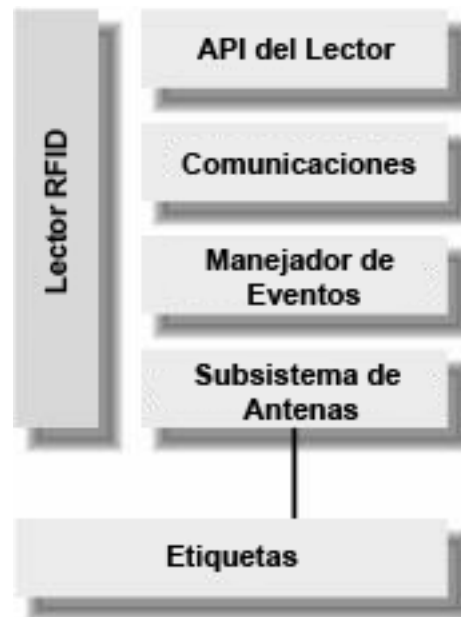 Lector RFID
API del Lector
Comunicaciones
Manejador de
Eventos
Subsistema de
Antenas
Etiquetas